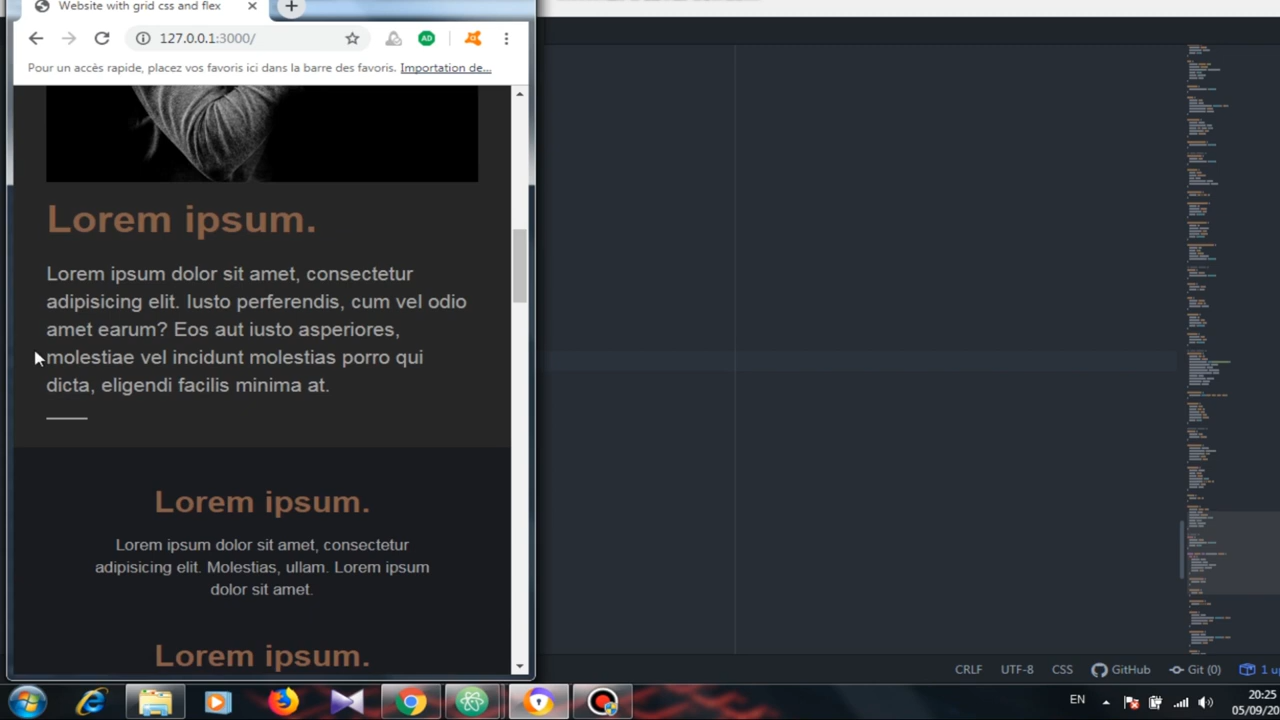 Website with grid css and flex
127.0.0.1:3000/
AD
Pour un accès rapide, placez vos favoris ici dans la barre des favoris. Importation de...
Lorem ipsum.
Lorem ipsum dolor sit amet, consectetur
adipisicing elit. Iusto perferendis, cum vel odio
amet earum? Eos aut iusto asperiores,
molestiae vel incidunt molestias porro qui
dicta, eligendi facilis minima at.
Lorem ipsum.
Lorem ipsum dolor sit amet, consectetur
adipisicing elit. Molestias, ullam. Lorem ipsum
dolor sit amet.
Lorem ipsum.
CRLF UTF-8 CSS GitHub Git (0) 1
EN 20:25
05/09/20